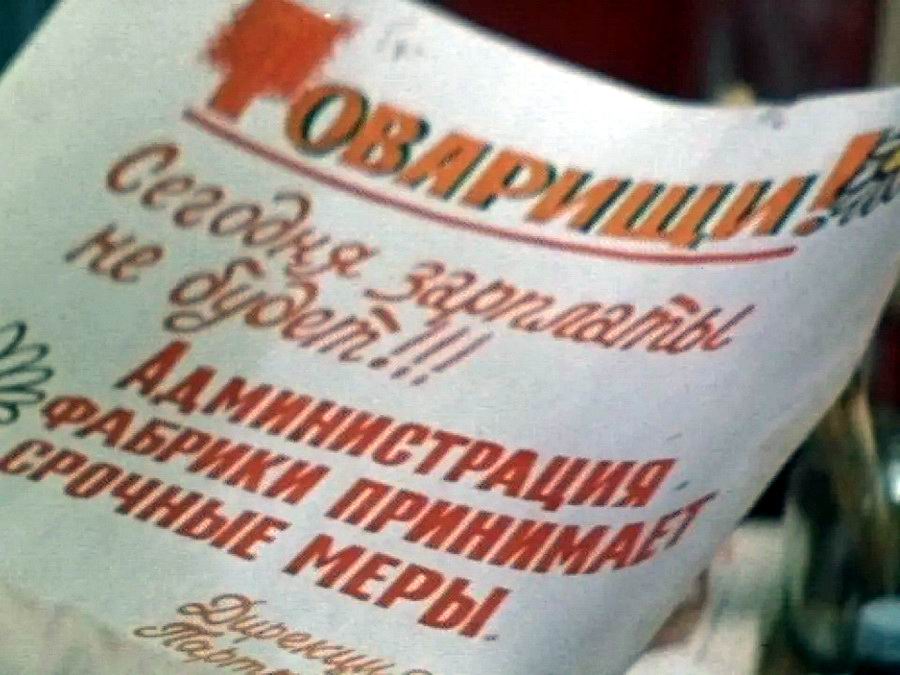 Товарищи!
Сегодня зарплаты
не будет!!!
АДМИНИСТРАЦИЯ
ФАБРИКИ ПРИНИМАЕТ
СРОЧНЫЕ МЕРЫ.